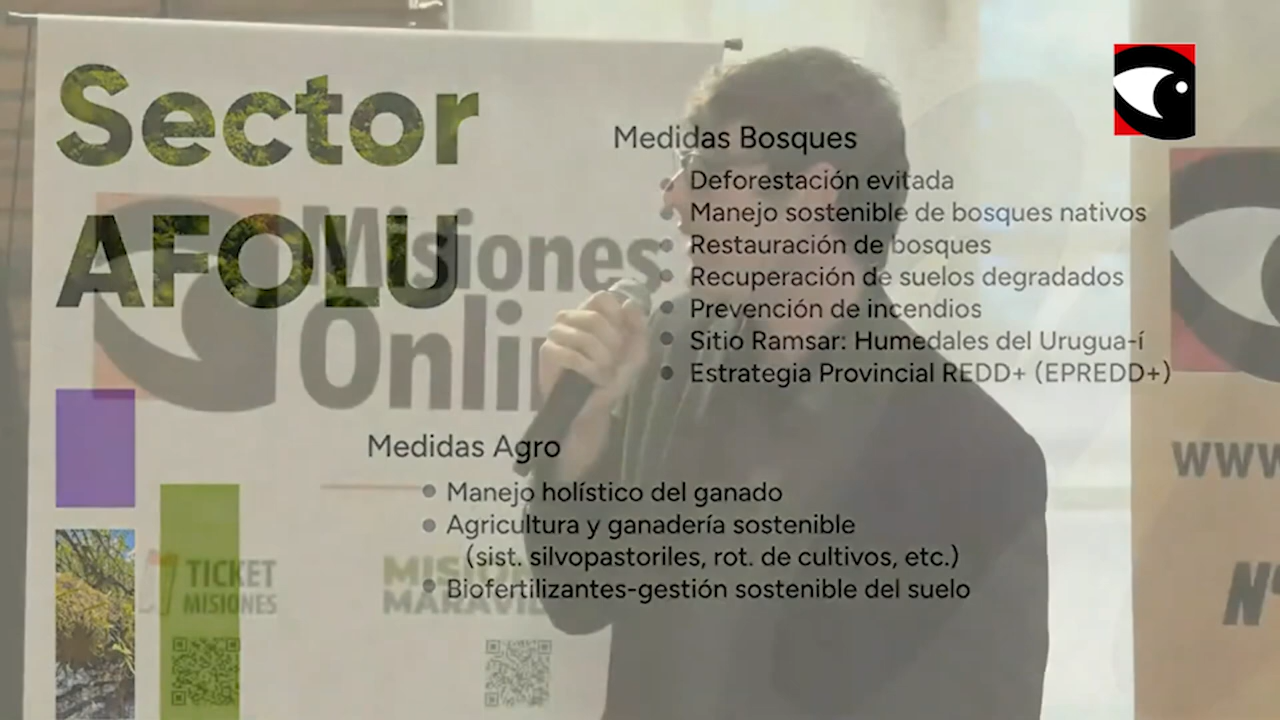 Sector
AFOLU
Misiones
Medidas Bosques
Deforestación evitada
Manejo sostenible de bosques nativos
Restauración de bosques
Recuperación de suelos degradados
Prevención de incendios
Sitio Ramsar: Humedales del Urugua-í
Estrategia Provincial REDD+ (EPREDD+)
Medidas Agro
Manejo holístico del ganado
Agricultura y ganadería sostenible
(sist. silvopastoriles, rot. de cultivos, etc.)
Biofertilizantes-gestión sostenible del suelo
TICKET
MISIONES